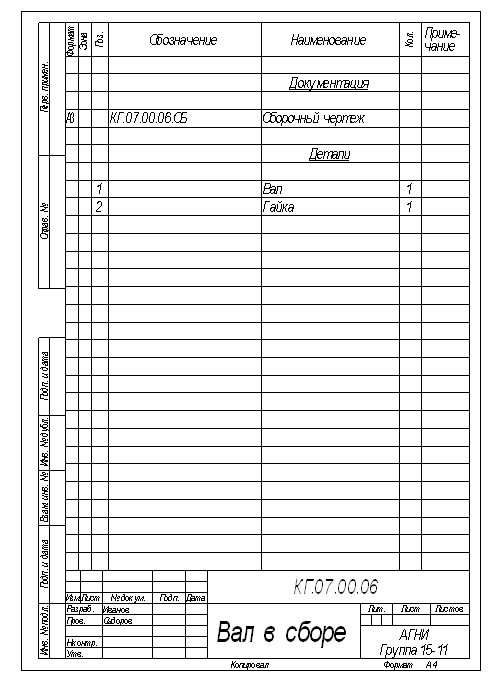 Формат Зона Поз. Обозначение Наименование Кол. Приме-
чание
Документация
А3 КГ.07.00.06.СБ Сборочный чертеж
Детали
1 Вал 1
2 Гайка 1
Перв. примен.
Справ. №
Подп. и дата
Инв. № дубл.
Взам. инв. №
Подп. и дата
Инв. № подл.
КГ.07.00.06
Изм. Лист № докум. Подп. Дата
Разраб. Иванов
Пров. Сидоров
Н.контр.
Утв.
Вал в сборе
Лит. Лист Листов
АГНИ
Группа 15-11
Копировал Формат А4